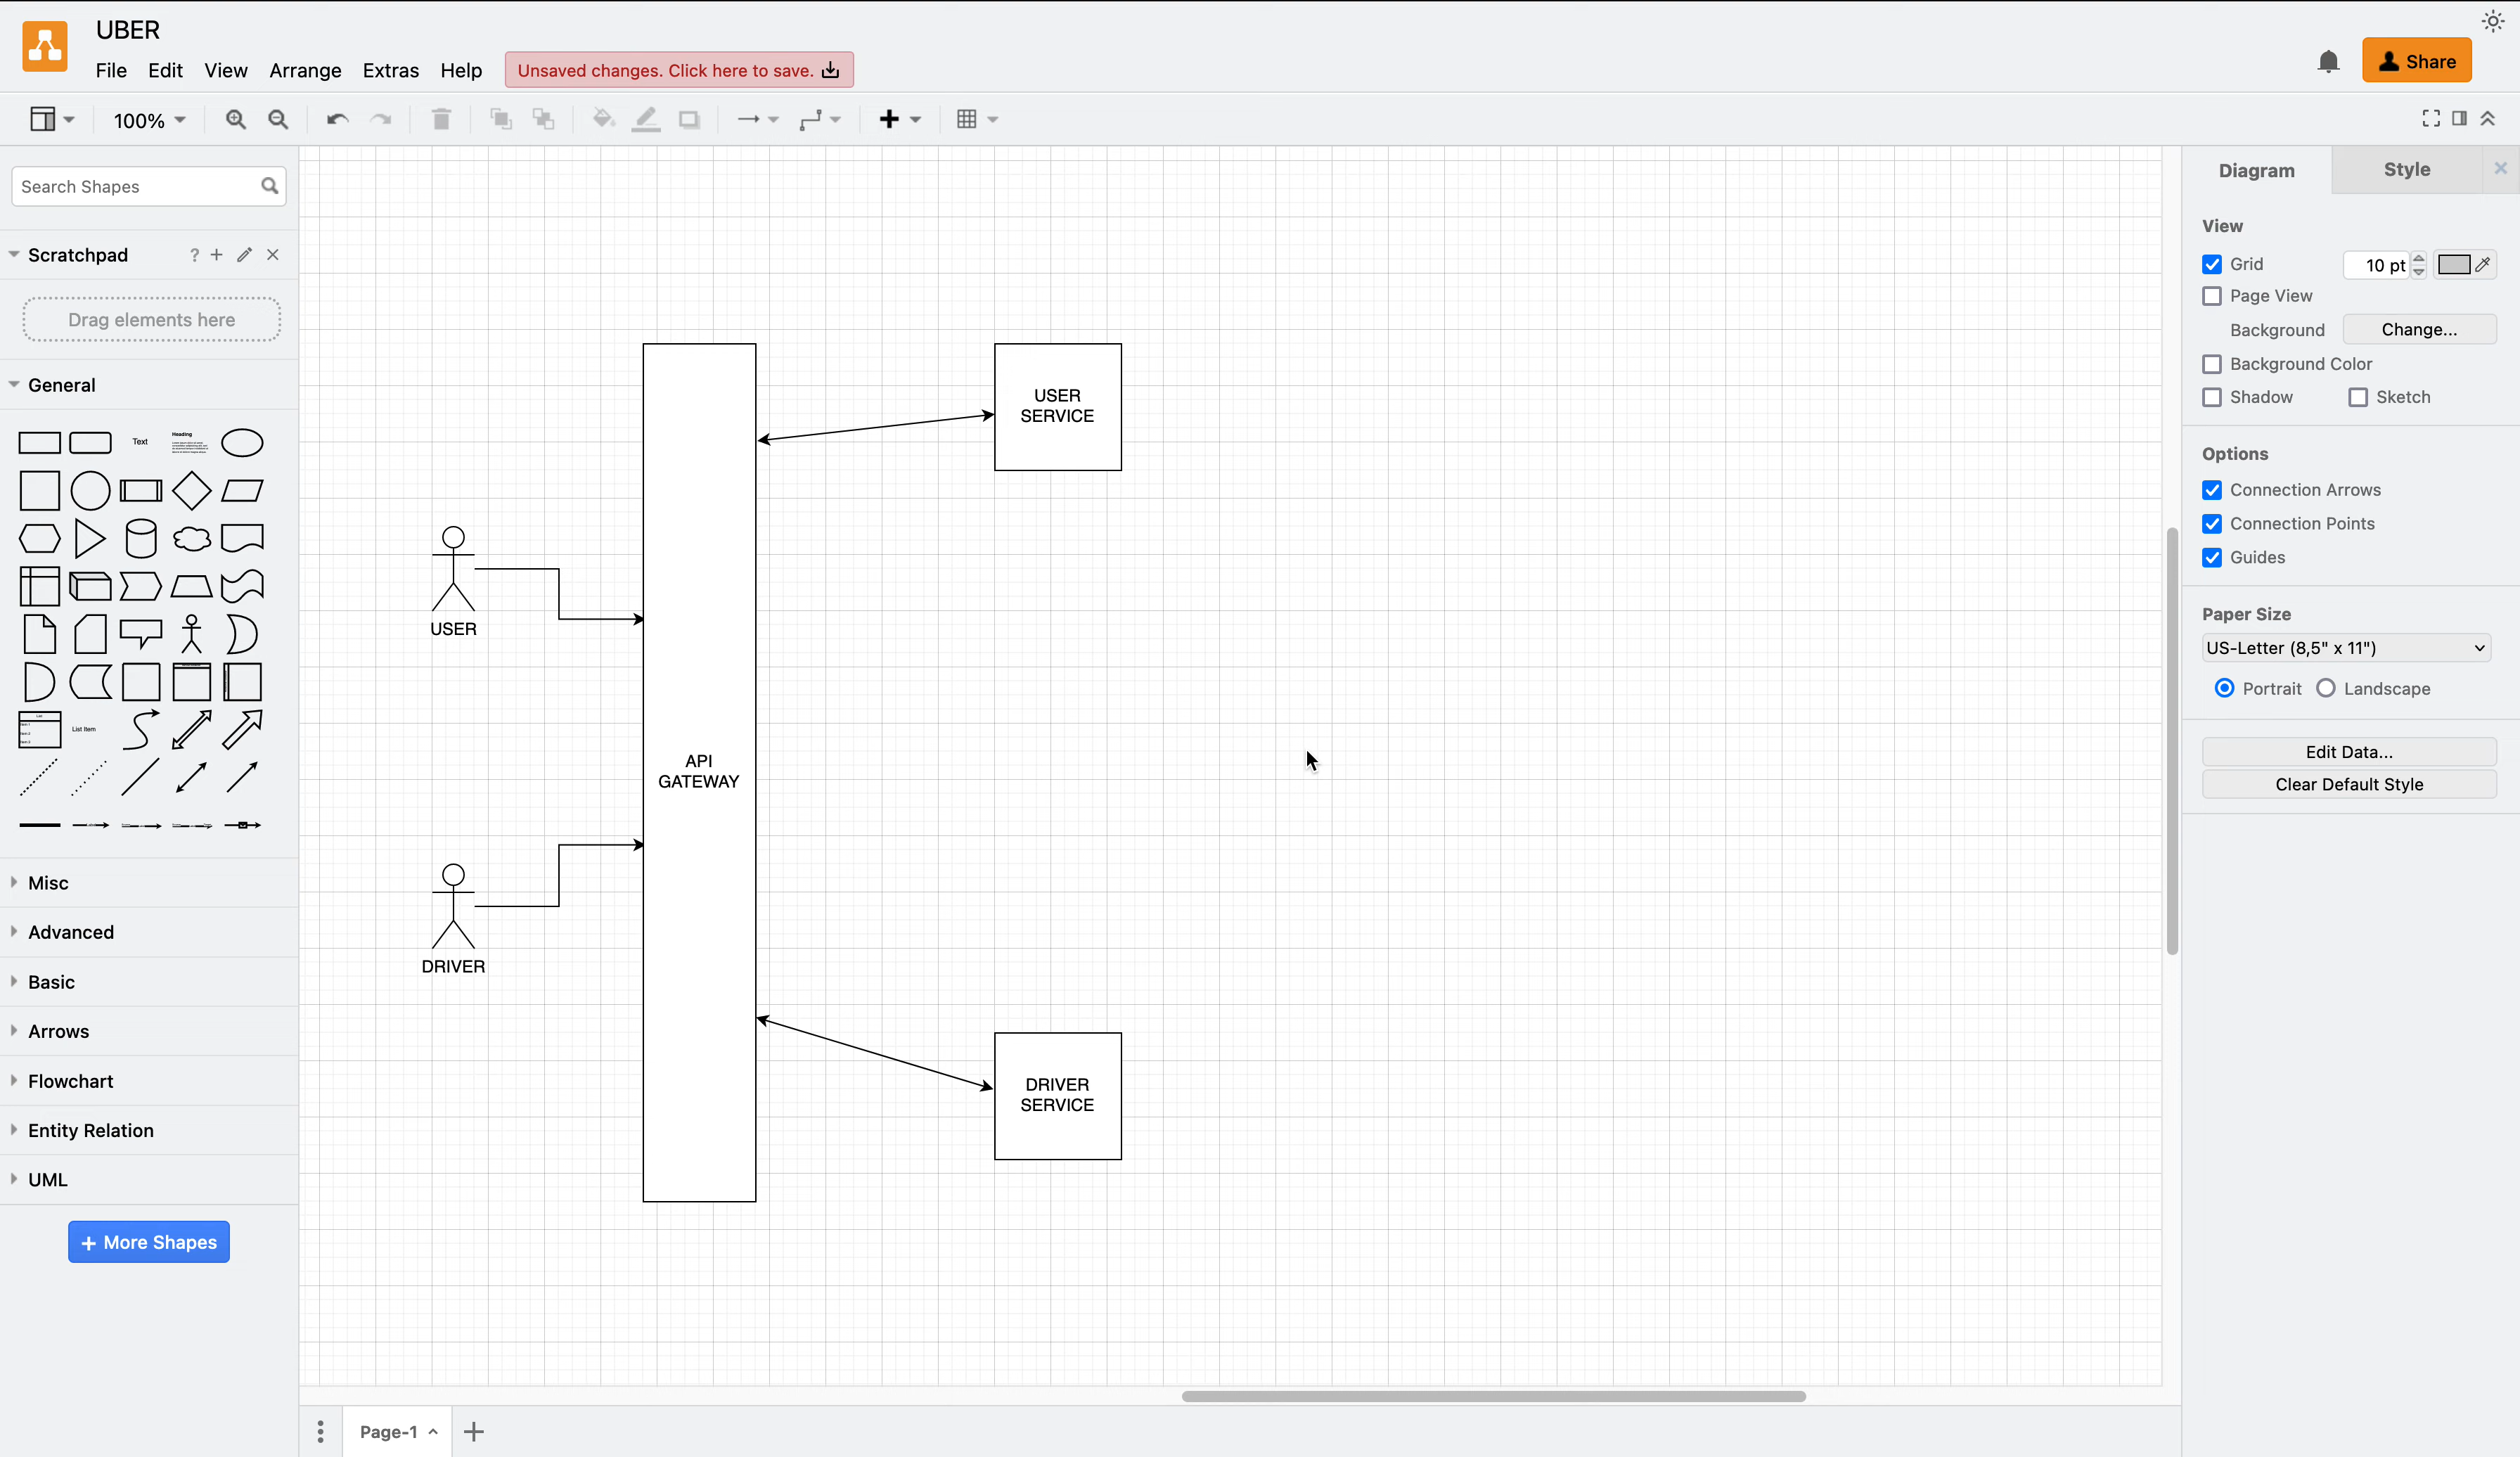 UBER
File Edit View Arrange Extras Help Unsaved changes. Click here to save.
Share
100%
Search Shapes
Scratchpad ? +
Drag elements here
General
Text
Heading
List Item
Misc
Advanced
Basic
Arrows
Flowchart
Entity Relation
UML
+ More Shapes
USER
DRIVER
API
GATEWAY
USER
SERVICE
DRIVER
SERVICE
Page-1
Diagram Style
View
Grid 10 pt
Page View
Background Change...
Background Color
Shadow Sketch
Options
Connection Arrows
Connection Points
Guides
Paper Size
US-Letter (8,5" x 11")
Portrait Landscape
Edit Data...
Clear Default Style